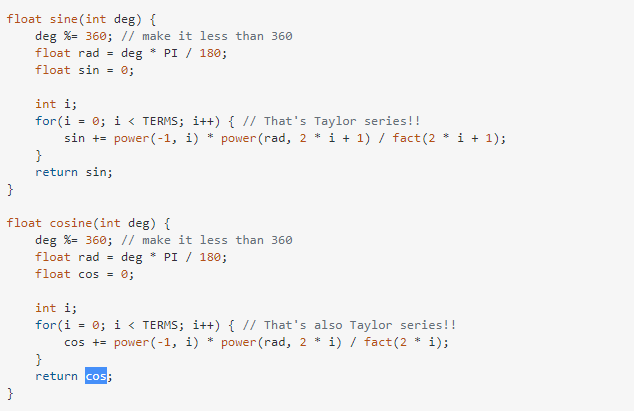 float sine(int deg) {
    deg %= 360; // make it less than 360
    float rad = deg * PI / 180;
    float sin = 0;

    int i;
    for(i = 0; i < TERMS; i++) { // That's Taylor series!!
        sin += power(-1, i) * power(rad, 2 * i + 1) / fact(2 * i + 1);
    }
    return sin;
}

float cosine(int deg) {
    deg %= 360; // make it less than 360
    float rad = deg * PI / 180;
    float cos = 0;

    int i;
    for(i = 0; i < TERMS; i++) { // That's also Taylor series!!
        cos += power(-1, i) * power(rad, 2 * i) / fact(2 * i);
    }
    return cos;
}